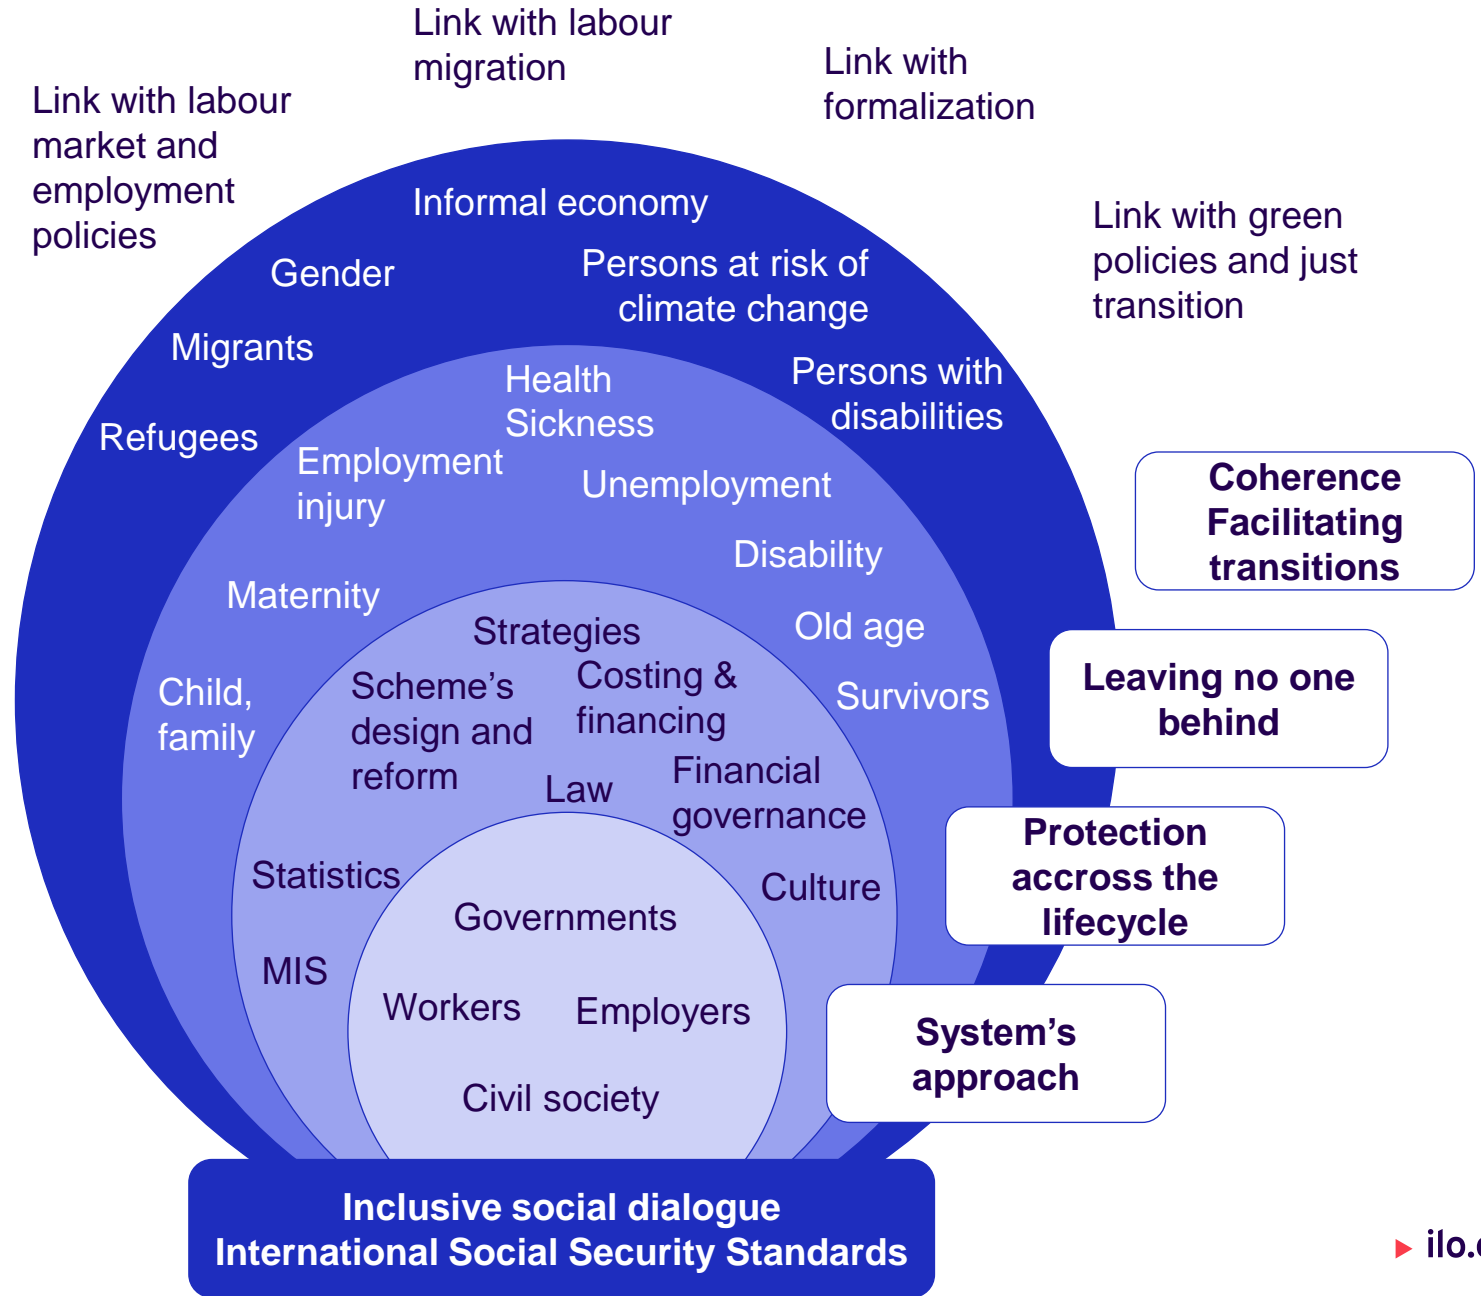 Link with labour
migration
Link with
formalization
Link with labour
market and
employment
policies
Link with green
policies and just
transition
Informal economy
Gender
Persons at risk of
climate change
Migrants
Persons with
disabilities
Refugees
Health
Sickness
Employment
injury
Unemployment
Disability
Maternity
Old age
Child,
family
Survivors
Strategies
Scheme’s
design and
reform
Costing &
financing
Law
Financial
governance
Statistics
Culture
MIS
Governments
Workers
Employers
Civil society
Coherence
Facilitating
transitions
Leaving no one
behind
Protection
accross the
lifecycle
System’s
approach
Inclusive social dialogue
International Social Security Standards
ilo.